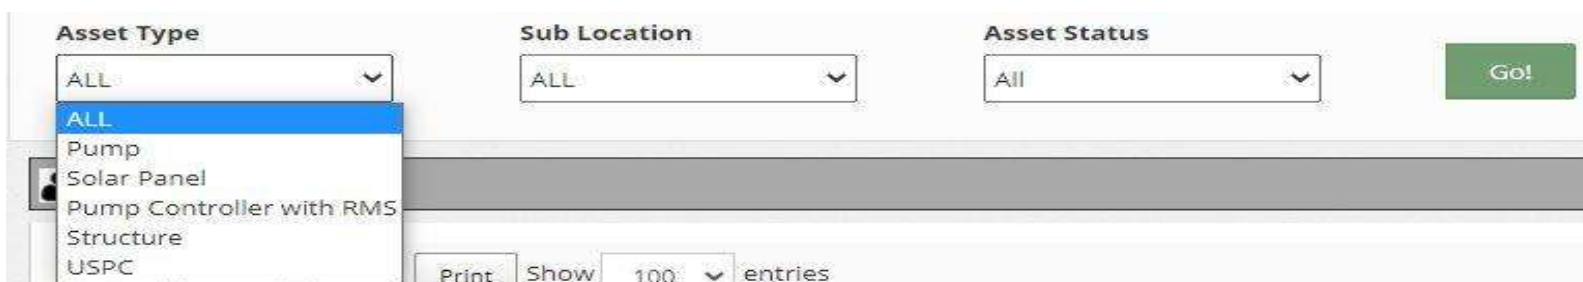 Asset Type Sub Location Asset Status
ALL ALL All Go!
ALL
Pump
Solar Panel
Pump Controller with RMS
Structure
USPC
Print Show 100 entries